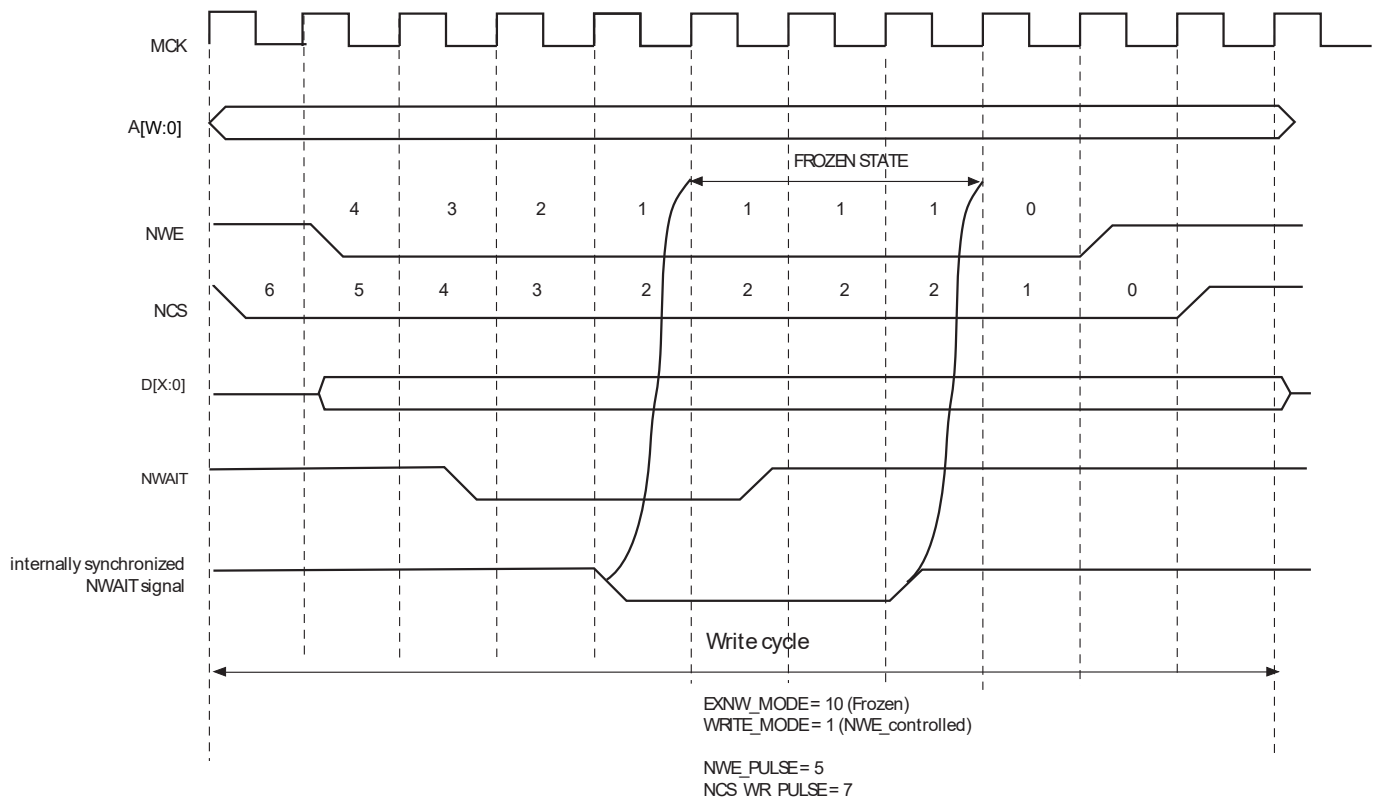 MCK
A[W:0]
FROZEN STATE
4 3 2 1 1 1 1 0
NWE
6 5 4 3 2 2 2 2 1 0
NCS
D[X:0]
NWAIT
internally synchronized
NWAIT signal
Write cycle
EXNW_MODE = 10 (Frozen)
WRITE_MODE = 1 (NWE_controlled)
NWE_PULSE = 5
NCS_WR_PULSE = 7